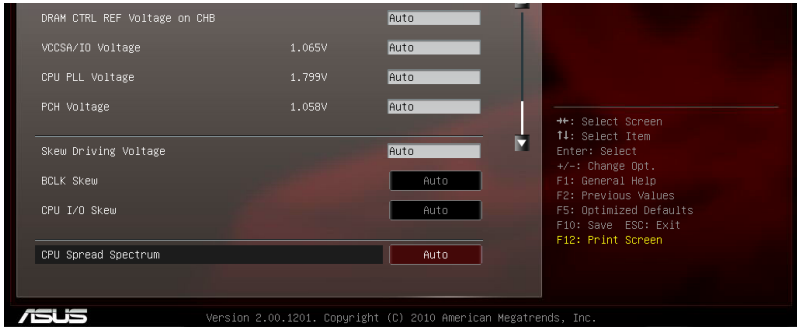 DRAM CTRL REF Voltage on CHB Auto
VCCSA/IO Voltage 1.065V Auto
CPU PLL Voltage 1.799V Auto
PCH Voltage 1.058V Auto
Skew Driving Voltage Auto
BCLK Skew Auto
CPU I/O Skew Auto
CPU Spread Spectrum Auto
→←: Select Screen
↑↓: Select Item
Enter: Select
+/-: Change Opt.
F1: General Help
F2: Previous Values
F5: Optimized Defaults
F10: Save ESC: Exit
F12: Print Screen
ASUS
Version 2.00.1201. Copyright (C) 2010 American Megatrends, Inc.